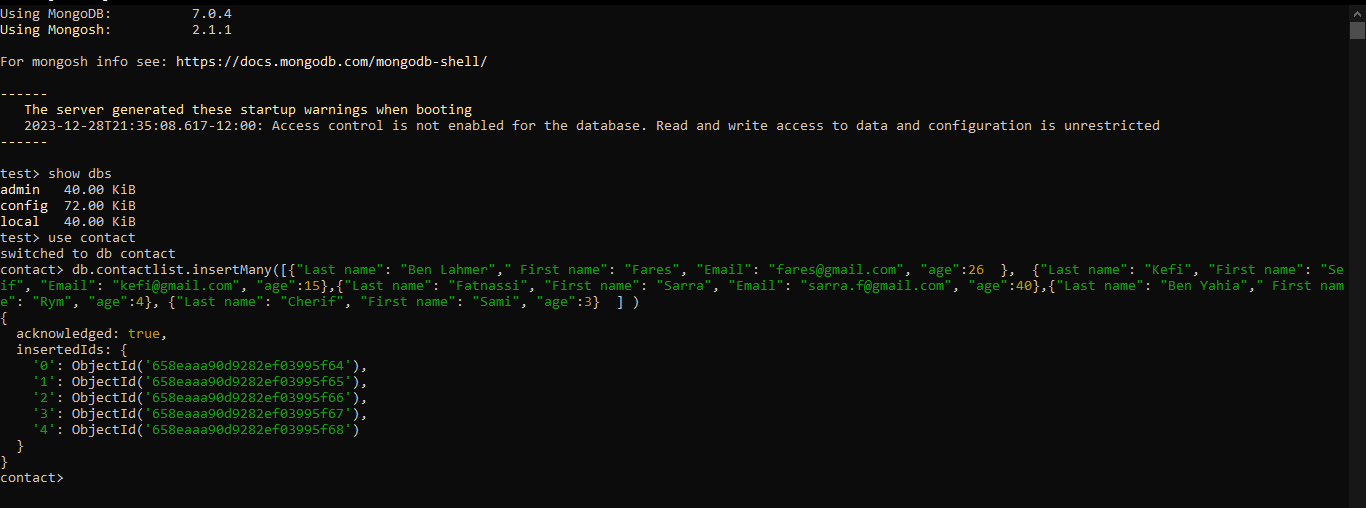 Using MongoDB:          7.0.4
Using Mongosh:          2.1.1
For mongosh info see: https://docs.mongodb.com/mongodb-shell/
------
   The server generated these startup warnings when booting
   2023-12-28T21:35:08.617-12:00: Access control is not enabled for the database. Read and write access to data and configuration is unrestricted
------
test> show dbs
admin   40.00 KiB
config  72.00 KiB
local   40.00 KiB
test> use contact
switched to db contact
contact> db.contactlist.insertMany([{"Last name": "Ben Lahmer"," First name": "Fares", "Email": "fares@gmail.com", "age":26  },  {"Last name": "Kefi", "First name": "Se
if", "Email": "kefi@gmail.com", "age":15},{"Last name": "Fatnassi", "First name": "Sarra", "Email": "sarra.f@gmail.com", "age":40},{"Last name": "Ben Yahia"," First nam
e": "Rym", "age":4}, {"Last name": "Cherif", "First name": "Sami", "age":3}  ] )
{
  acknowledged: true,
  insertedIds: {
    '0': ObjectId('658eaaa90d9282ef03995f64'),
    '1': ObjectId('658eaaa90d9282ef03995f65'),
    '2': ObjectId('658eaaa90d9282ef03995f66'),
    '3': ObjectId('658eaaa90d9282ef03995f67'),
    '4': ObjectId('658eaaa90d9282ef03995f68')
  }
}
contact>